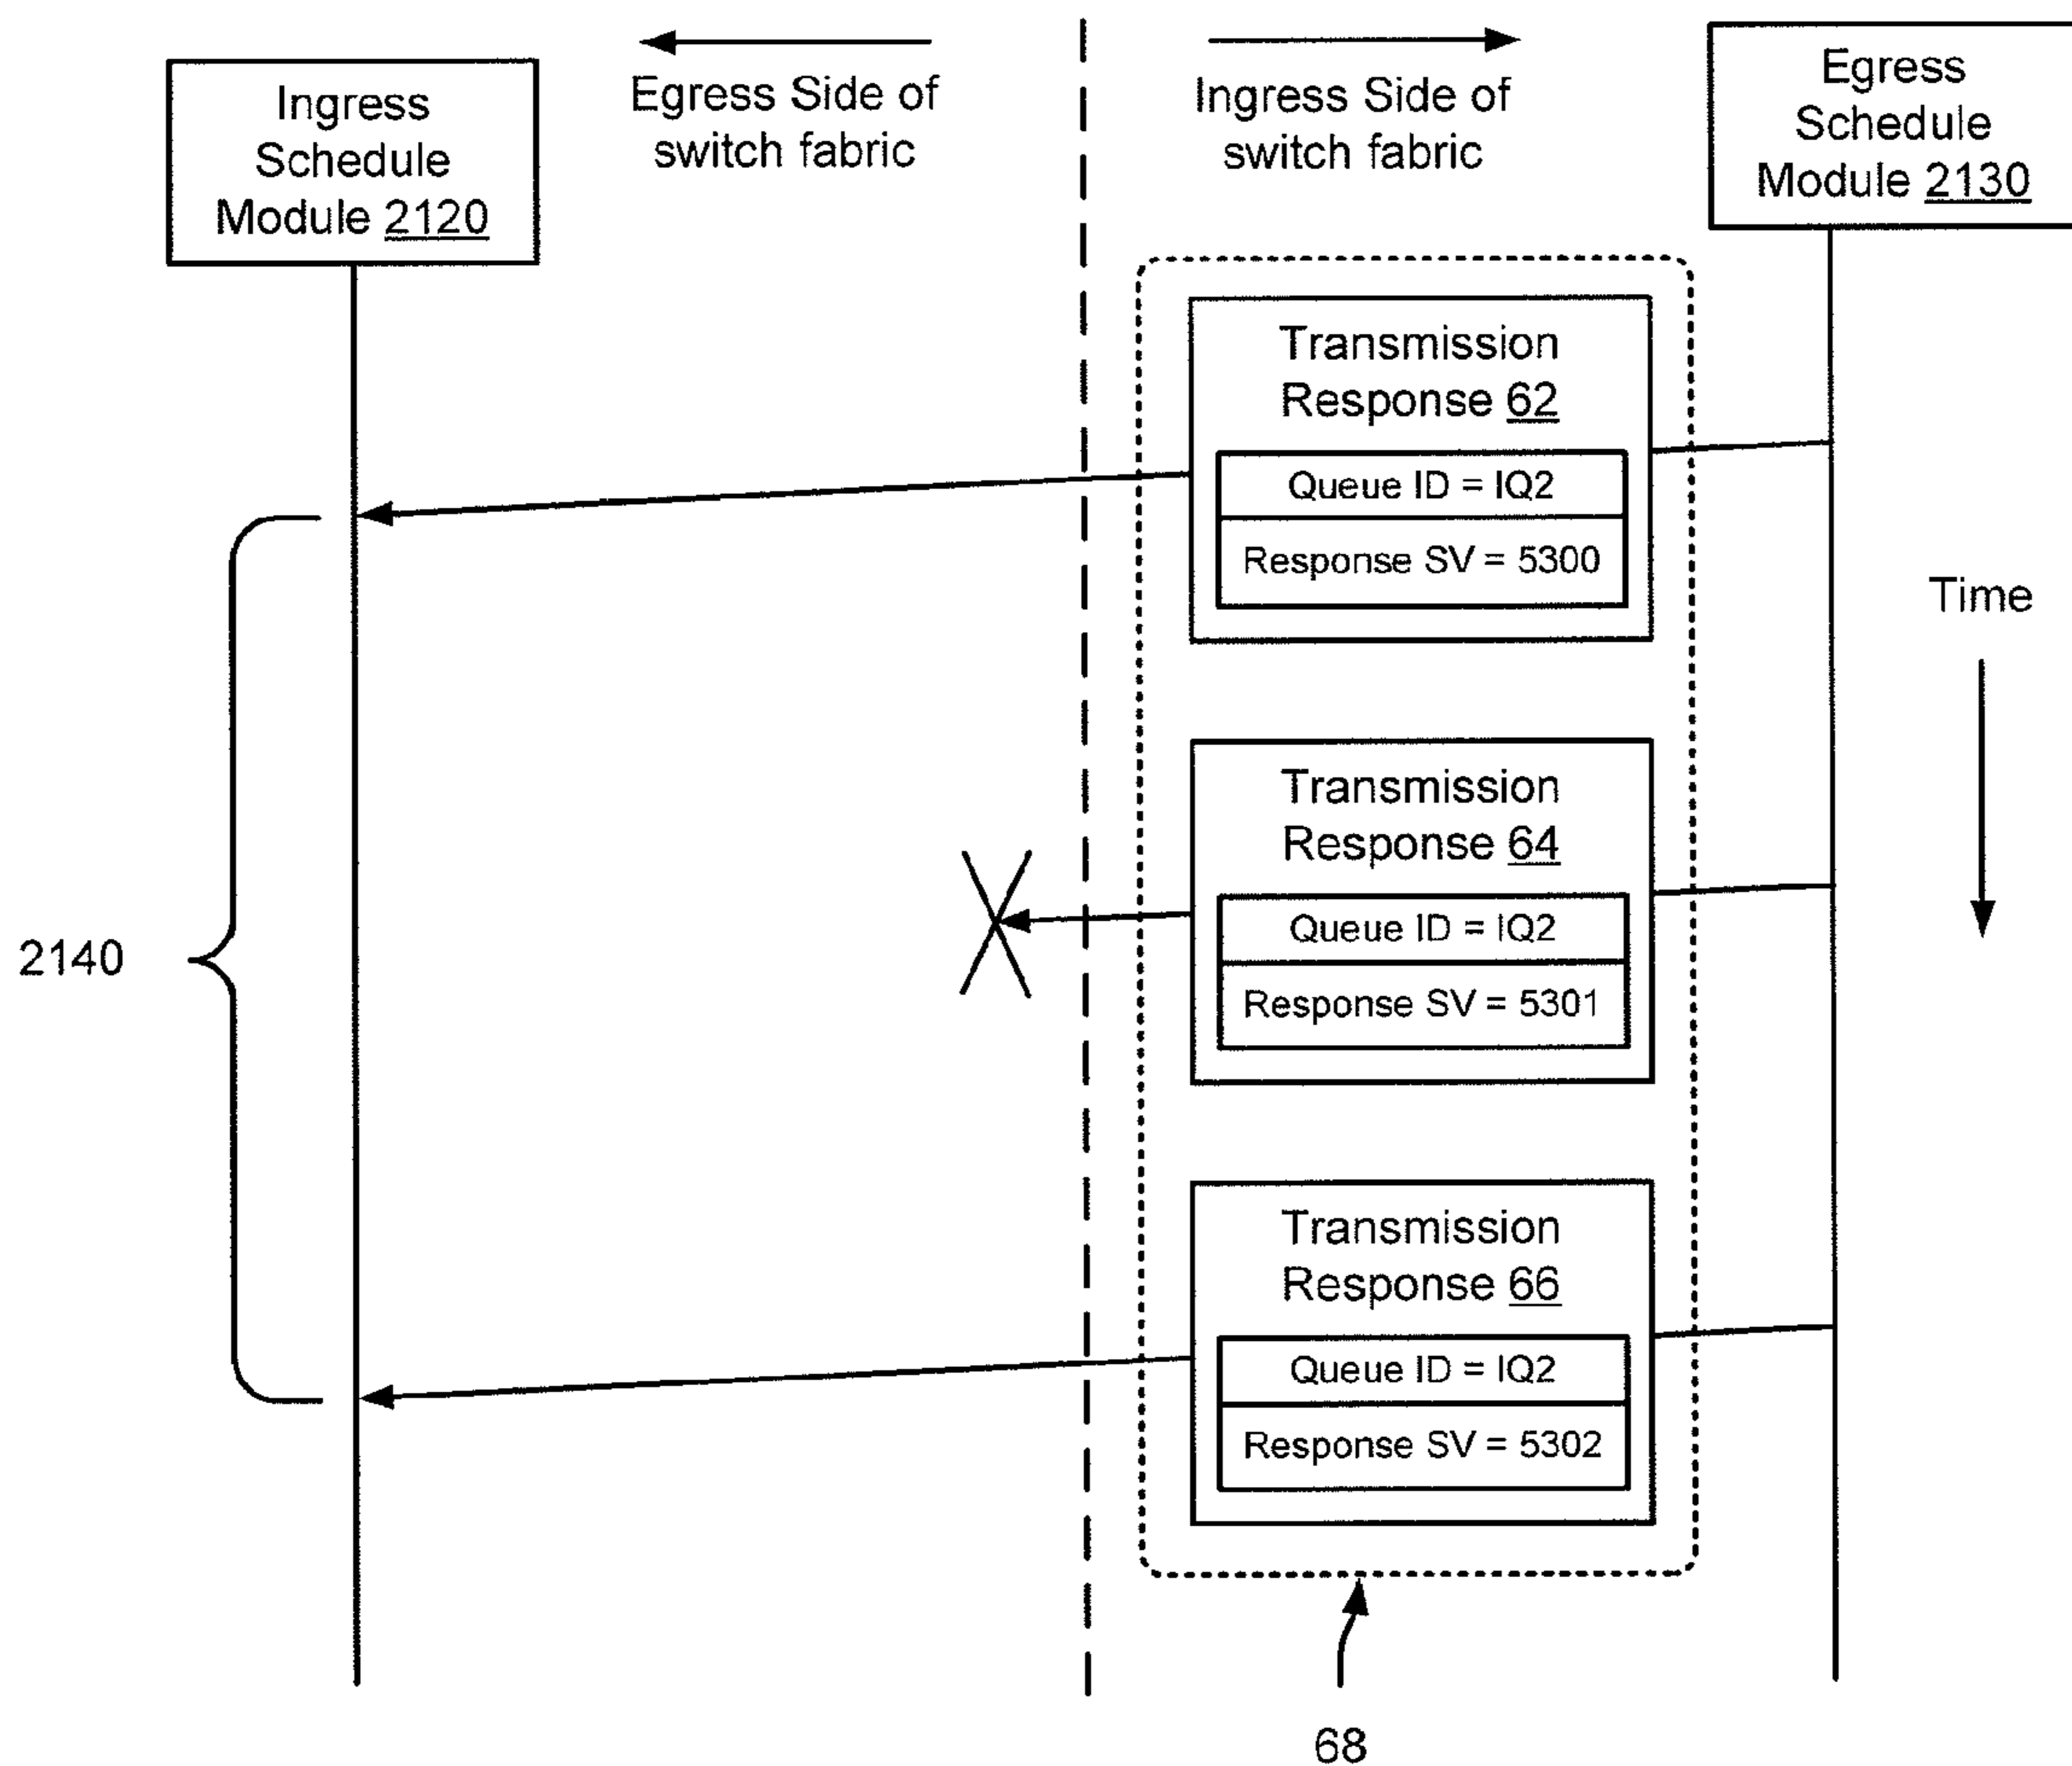 Ingress
Schedule
Module 2120
Egress Side of
switch fabric
Ingress Side of
switch fabric
Egress
Schedule
Module 2130
Transmission
Response 62
Queue ID = IQ2
Response SV = 5300
Time
Transmission
Response 64
Queue ID = IQ2
Response SV = 5301
2140
Transmission
Response 66
Queue ID = IQ2
Response SV = 5302
68